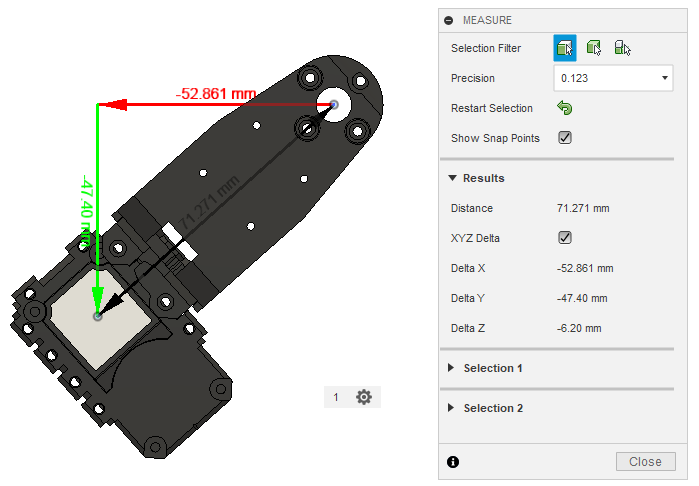 -52.861 mm
-47.40 mm
71.271 mm
1
MEASURE
Selection Filter
Precision
0.123
Restart Selection
Show Snap Points
Results
Distance
71.271 mm
XYZ Delta
Delta X
-52.861 mm
Delta Y
-47.40 mm
Delta Z
-6.20 mm
Selection 1
Selection 2
Close